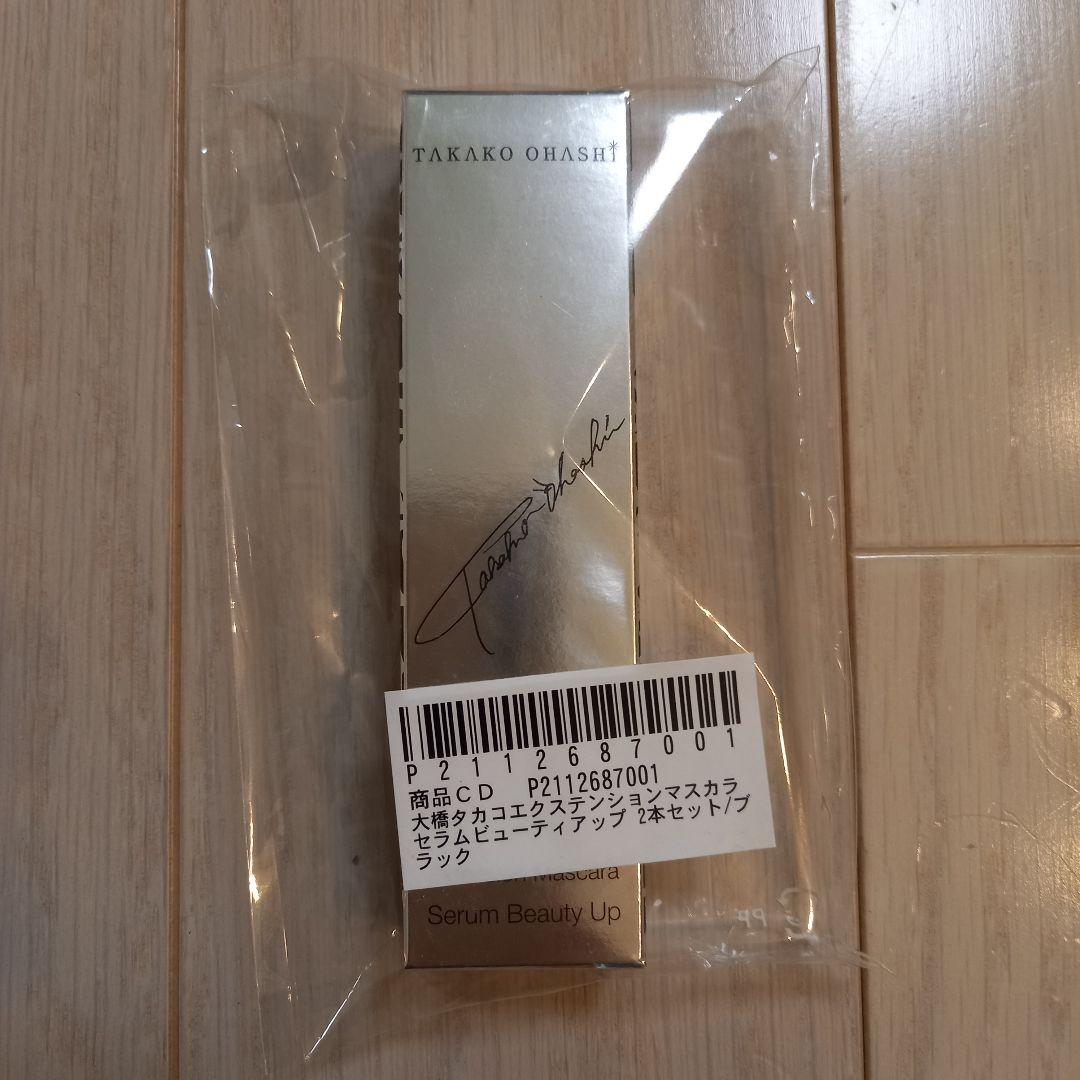 TAKAKO OHASHI
Takako Ohashi
P2112687001
商品CD P2112687001
大橋タカコエクステンションマスカラ
セラムビューティアップ 2本セット/ブ
ラック
Mascara
Serum Beauty Up
PP